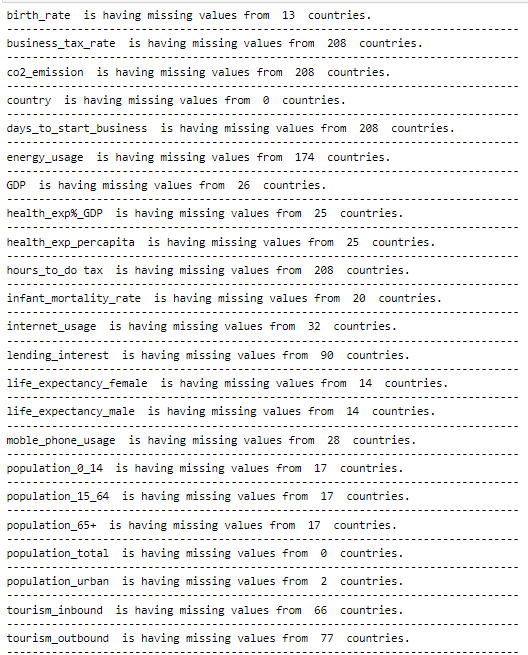 birth_rate  is having missing values from  13  countries.
--------------------------------------------------------------------------------
business_tax_rate  is having missing values from  208  countries.
--------------------------------------------------------------------------------
co2_emission  is having missing values from  208  countries.
--------------------------------------------------------------------------------
country  is having missing values from  0  countries.
--------------------------------------------------------------------------------
days_to_start_business  is having missing values from  208  countries.
--------------------------------------------------------------------------------
energy_usage  is having missing values from  174  countries.
--------------------------------------------------------------------------------
GDP  is having missing values from  26  countries.
--------------------------------------------------------------------------------
health_exp%_GDP  is having missing values from  25  countries.
--------------------------------------------------------------------------------
health_exp_percapita  is having missing values from  25  countries.
--------------------------------------------------------------------------------
hours_to_do tax  is having missing values from  208  countries.
--------------------------------------------------------------------------------
infant_mortality_rate  is having missing values from  20  countries.
--------------------------------------------------------------------------------
internet_usage  is having missing values from  32  countries.
--------------------------------------------------------------------------------
lending_interest  is having missing values from  90  countries.
--------------------------------------------------------------------------------
life_expectancy_female  is having missing values from  14  countries.
--------------------------------------------------------------------------------
life_expectancy_male  is having missing values from  14  countries.
--------------------------------------------------------------------------------
moble_phone_usage  is having missing values from  28  countries.
--------------------------------------------------------------------------------
population_0_14  is having missing values from  17  countries.
--------------------------------------------------------------------------------
population_15_64  is having missing values from  17  countries.
--------------------------------------------------------------------------------
population_65+  is having missing values from  17  countries.
--------------------------------------------------------------------------------
population_total  is having missing values from  0  countries.
--------------------------------------------------------------------------------
population_urban  is having missing values from  2  countries.
--------------------------------------------------------------------------------
tourism_inbound  is having missing values from  66  countries.
--------------------------------------------------------------------------------
tourism_outbound  is having missing values from  77  countries.
--------------------------------------------------------------------------------